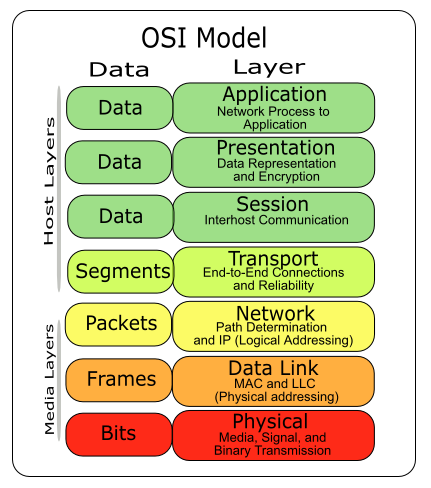 OSI Model
Data
Layer
Host Layers
Data
Application
Network Process to
Application
Data
Presentation
Data Representation
and Encryption
Data
Session
Interhost Communication
Segments
Transport
End-to-End Connections
and Reliability
Media Layers
Packets
Network
Path Determination
and IP (Logical Addressing)
Frames
Data Link
MAC and LLC
(Physical addressing)
Bits
Physical
Media, Signal, and
Binary Transmission